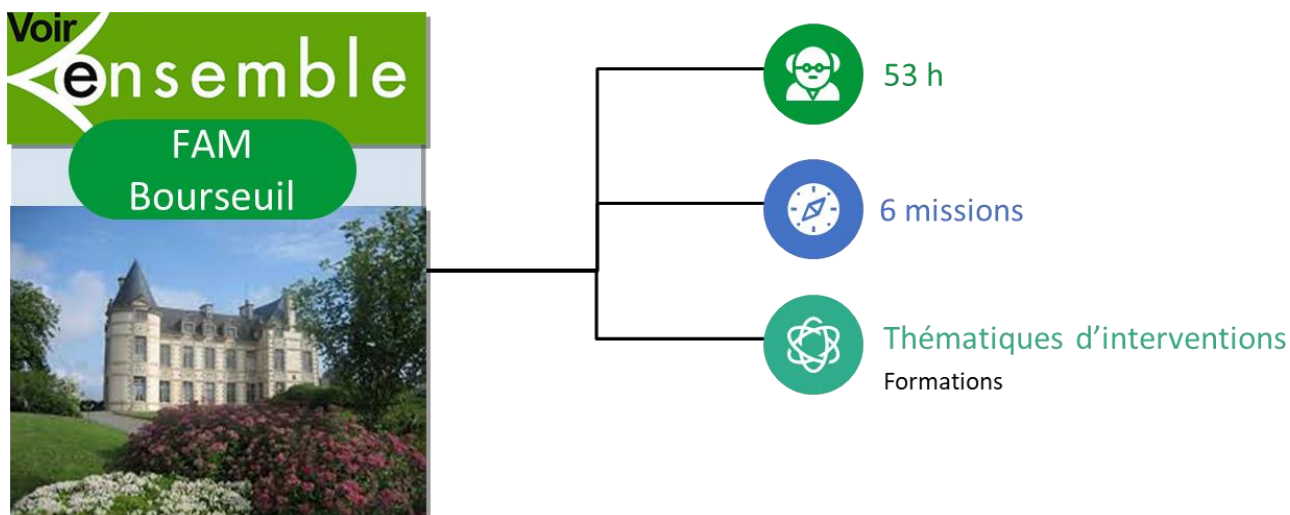 Voir
ensemble
FAM
Bourseuil
53 h
6 missions
Thématiques d’interventions
Formations